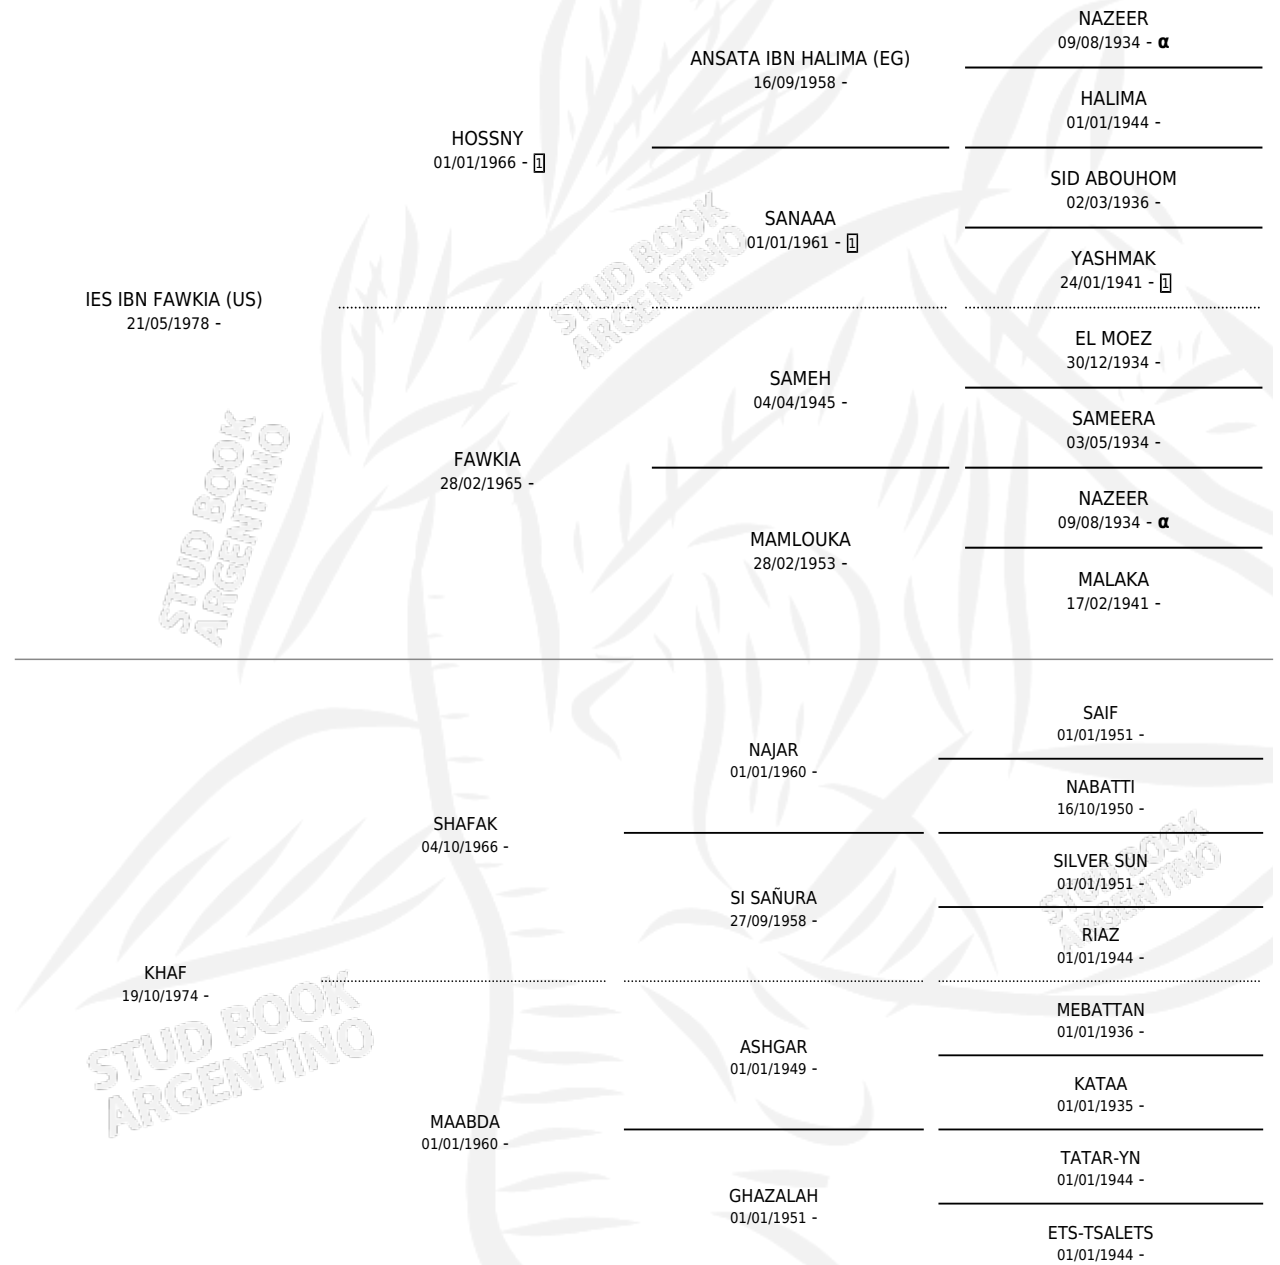 NAZEER
09/08/1934 - α
ANSATA IBN HALIMA (EG)
16/09/1958 -
HALIMA
01/01/1944 -
HOSSNY
01/01/1966 - 1
SID ABOUHOM
02/03/1936 -
SANAAA
01/01/1961 - 1
YASHMAK
24/01/1941 - 1
IES IBN FAWKIA (US)
21/05/1978 -
EL MOEZ
30/12/1934 -
SAMEH
04/04/1945 -
SAMEERA
03/05/1934 -
FAWKIA
28/02/1965 -
NAZEER
09/08/1934 - α
MAMLOUKA
28/02/1953 -
MALAKA
17/02/1941 -
SAIF
01/01/1951 -
NAJAR
01/01/1960 -
NABATTI
16/10/1950 -
SHAFAK
04/10/1966 -
SILVER SUN
01/01/1951 -
SI SAÑURA
27/09/1958 -
RIAZ
01/01/1944 -
KHAF
19/10/1974 -
MEBATTAN
01/01/1936 -
ASHGAR
01/01/1949 -
KATAA
01/01/1935 -
MAABDA
01/01/1960 -
TATAR-YN
01/01/1944 -
GHAZALAH
01/01/1951 -
ETS-TSALETS
01/01/1944 -
STUD BOOK
ARGENTINO
STUD BOOK
ARGENTINO
STUD BOOK
ARGENTINO
STUD BOOK
ARGENTINO